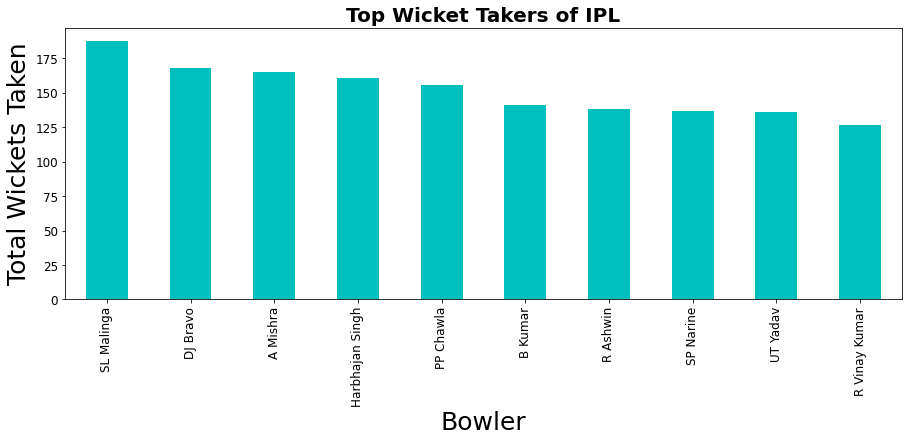 Top Wicket Takers of IPL
Total Wickets Taken
175
150
125
100
75
50
25
0
SL Malinga
DJ Bravo
A Mishra
Harbhajan Singh
PP Chawla
B Kumar
R Ashwin
SP Narine
UT Yadav
R Vinay Kumar
Bowler